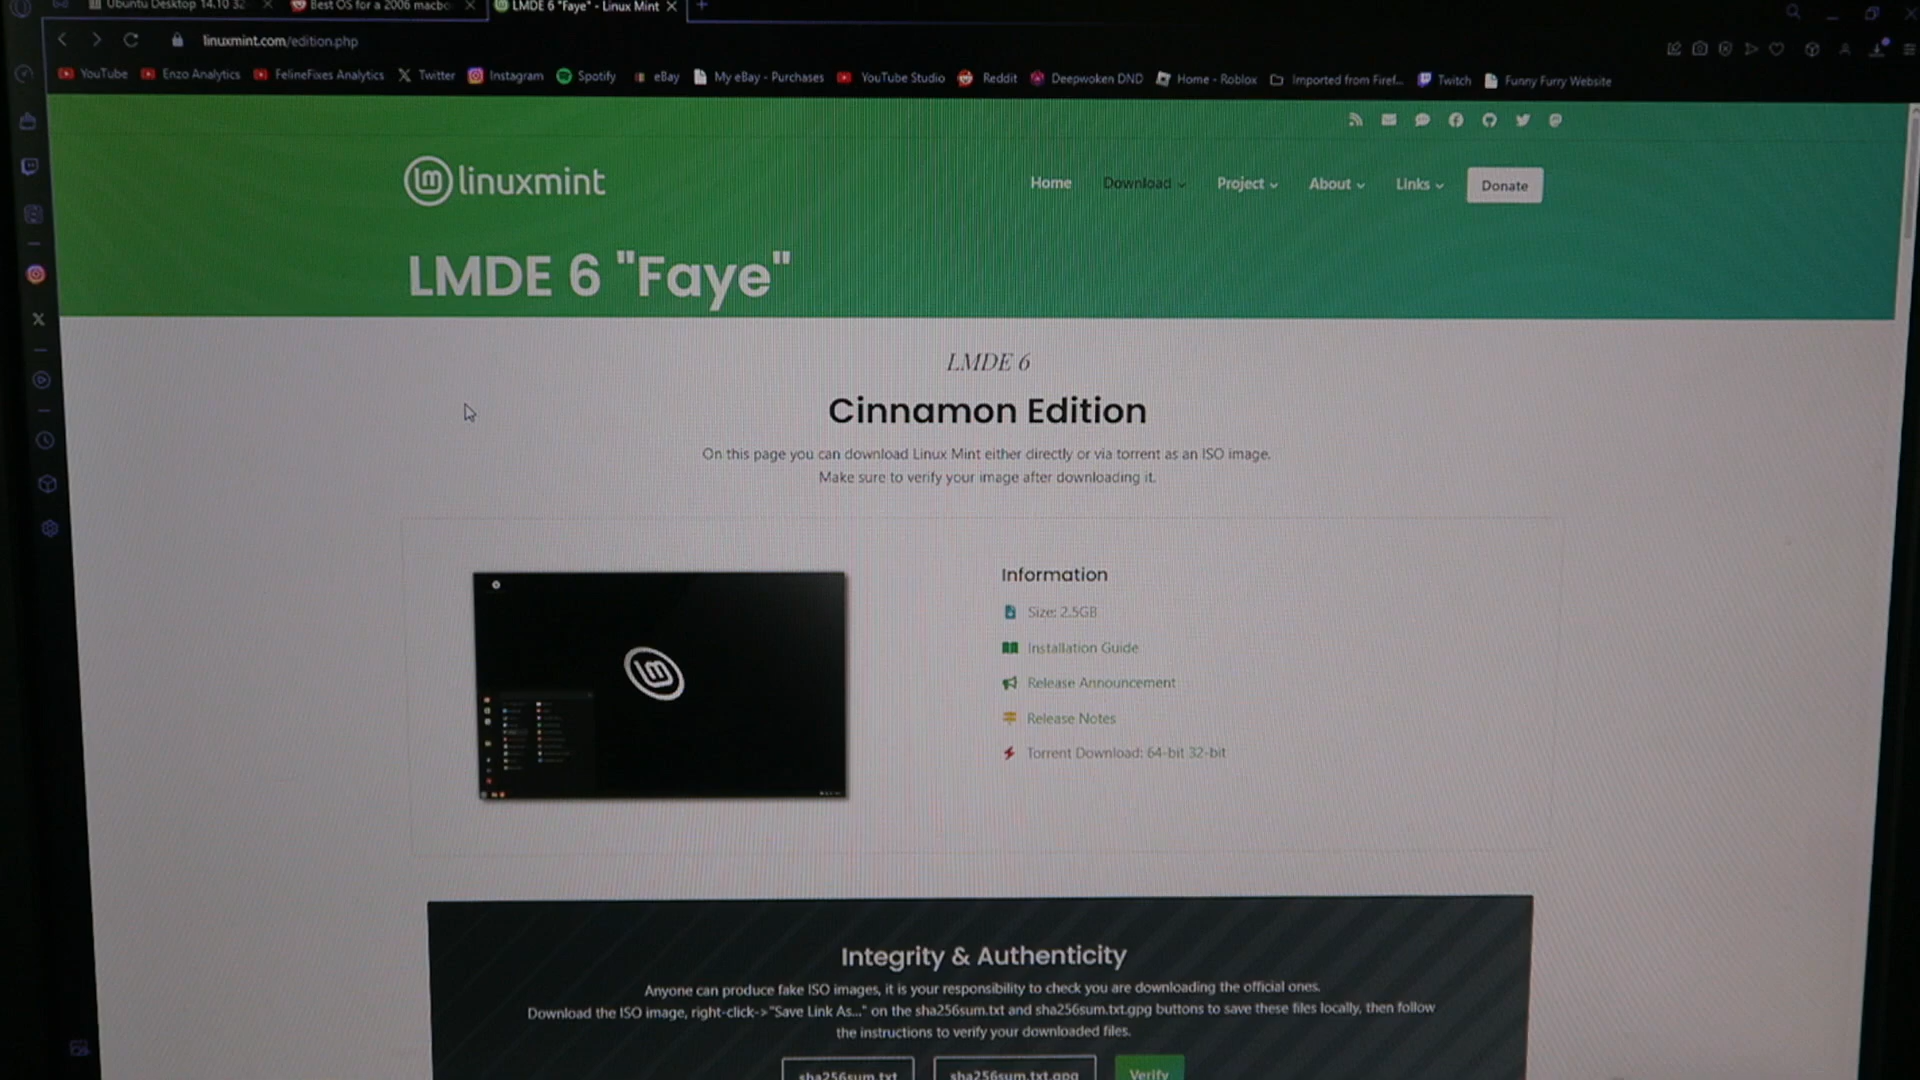 Ubuntu Desktop 14.10 32
Best OS for a 2006 macbo
LMDE 6 "Faye" - Linux Mint
linuxmint.com/edition.php
YouTube
Enzo Analytics
FelineFixes Analytics
Twitter
Instagram
Spotify
eBay
My eBay - Purchases
YouTube Studio
Reddit
Deepwoken DND
Home - Roblox
Imported from Firef...
Twitch
Funny Furry Website
linuxmint
Home
Download
Project
About
Links
Donate
LMDE 6 "Faye"
LMDE 6
Cinnamon Edition
On this page you can download Linux Mint either directly or via torrent as an ISO image.
Make sure to verify your image after downloading it.
Information
Size: 2.5GB
Installation Guide
Release Announcement
Release Notes
Torrent Download: 64-bit 32-bit
Integrity & Authenticity
Anyone can produce fake ISO images, it is your responsibility to check you are downloading the official ones.
Download the ISO image, right-click->"Save Link As..." on the sha256sum.txt and sha256sum.txt.gpg buttons to save these files locally, then follow
the instructions to verify your downloaded files.
sha256sum.txt
sha256sum.txt.gpg
Verify